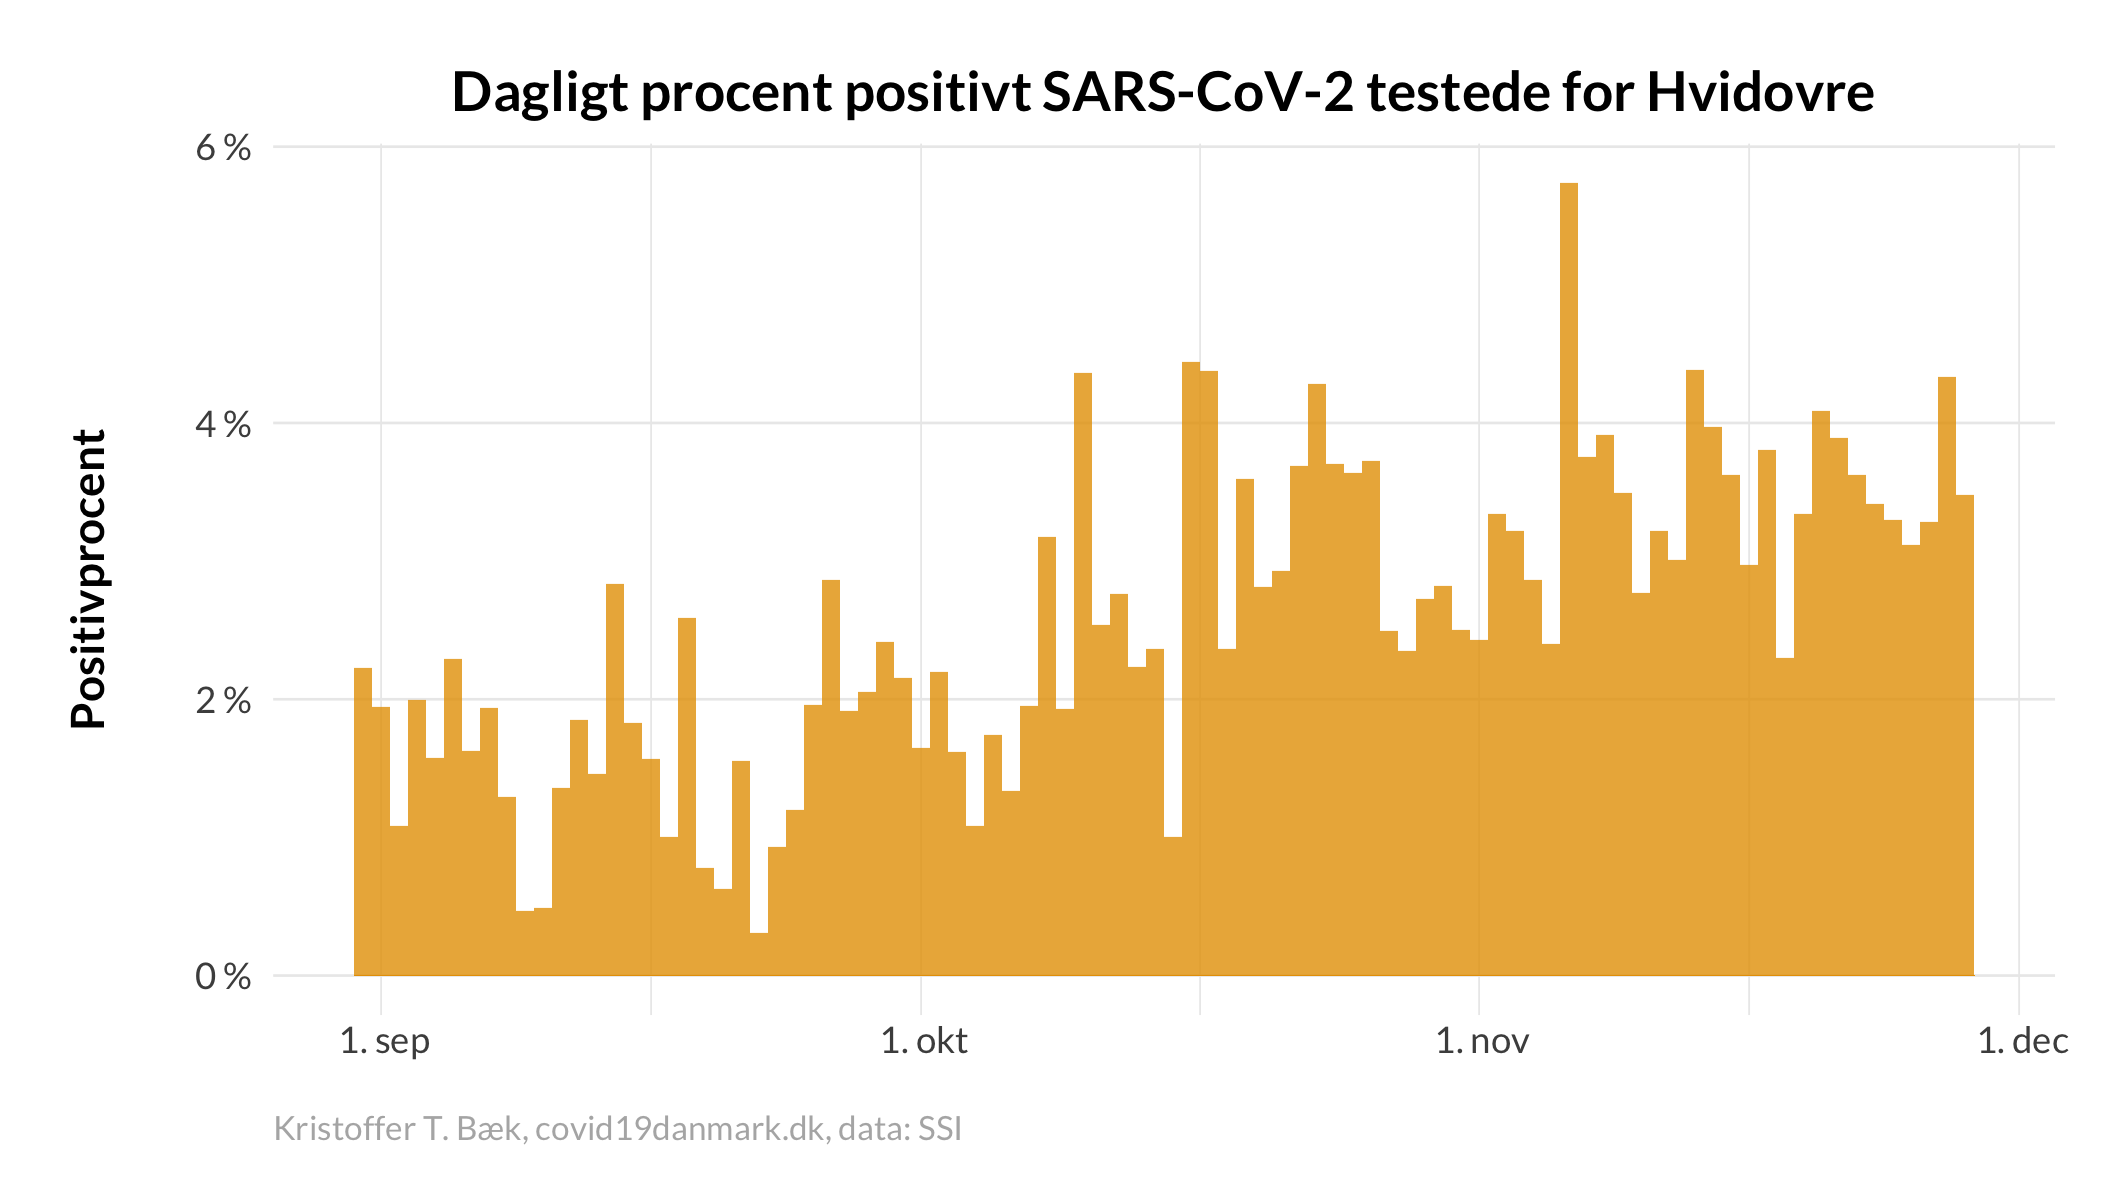 Dagligt procent positivt SARS-CoV-2 testede for Hvidovre
Positivprocent
6 %
4 %
2 %
0 %
1. sep
1. okt
1. nov
1. dec
Kristoffer T. Bæk, covid19danmark.dk, data: SSI